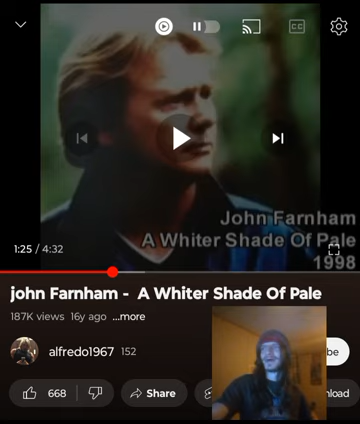 CC
John Farnham
A Whiter Shade Of Pale
1998
1:25 / 4:32
john Farnham - A Whiter Shade Of Pale
187K views 16y ago ...more
alfredo1967 152
be
668 Share nload